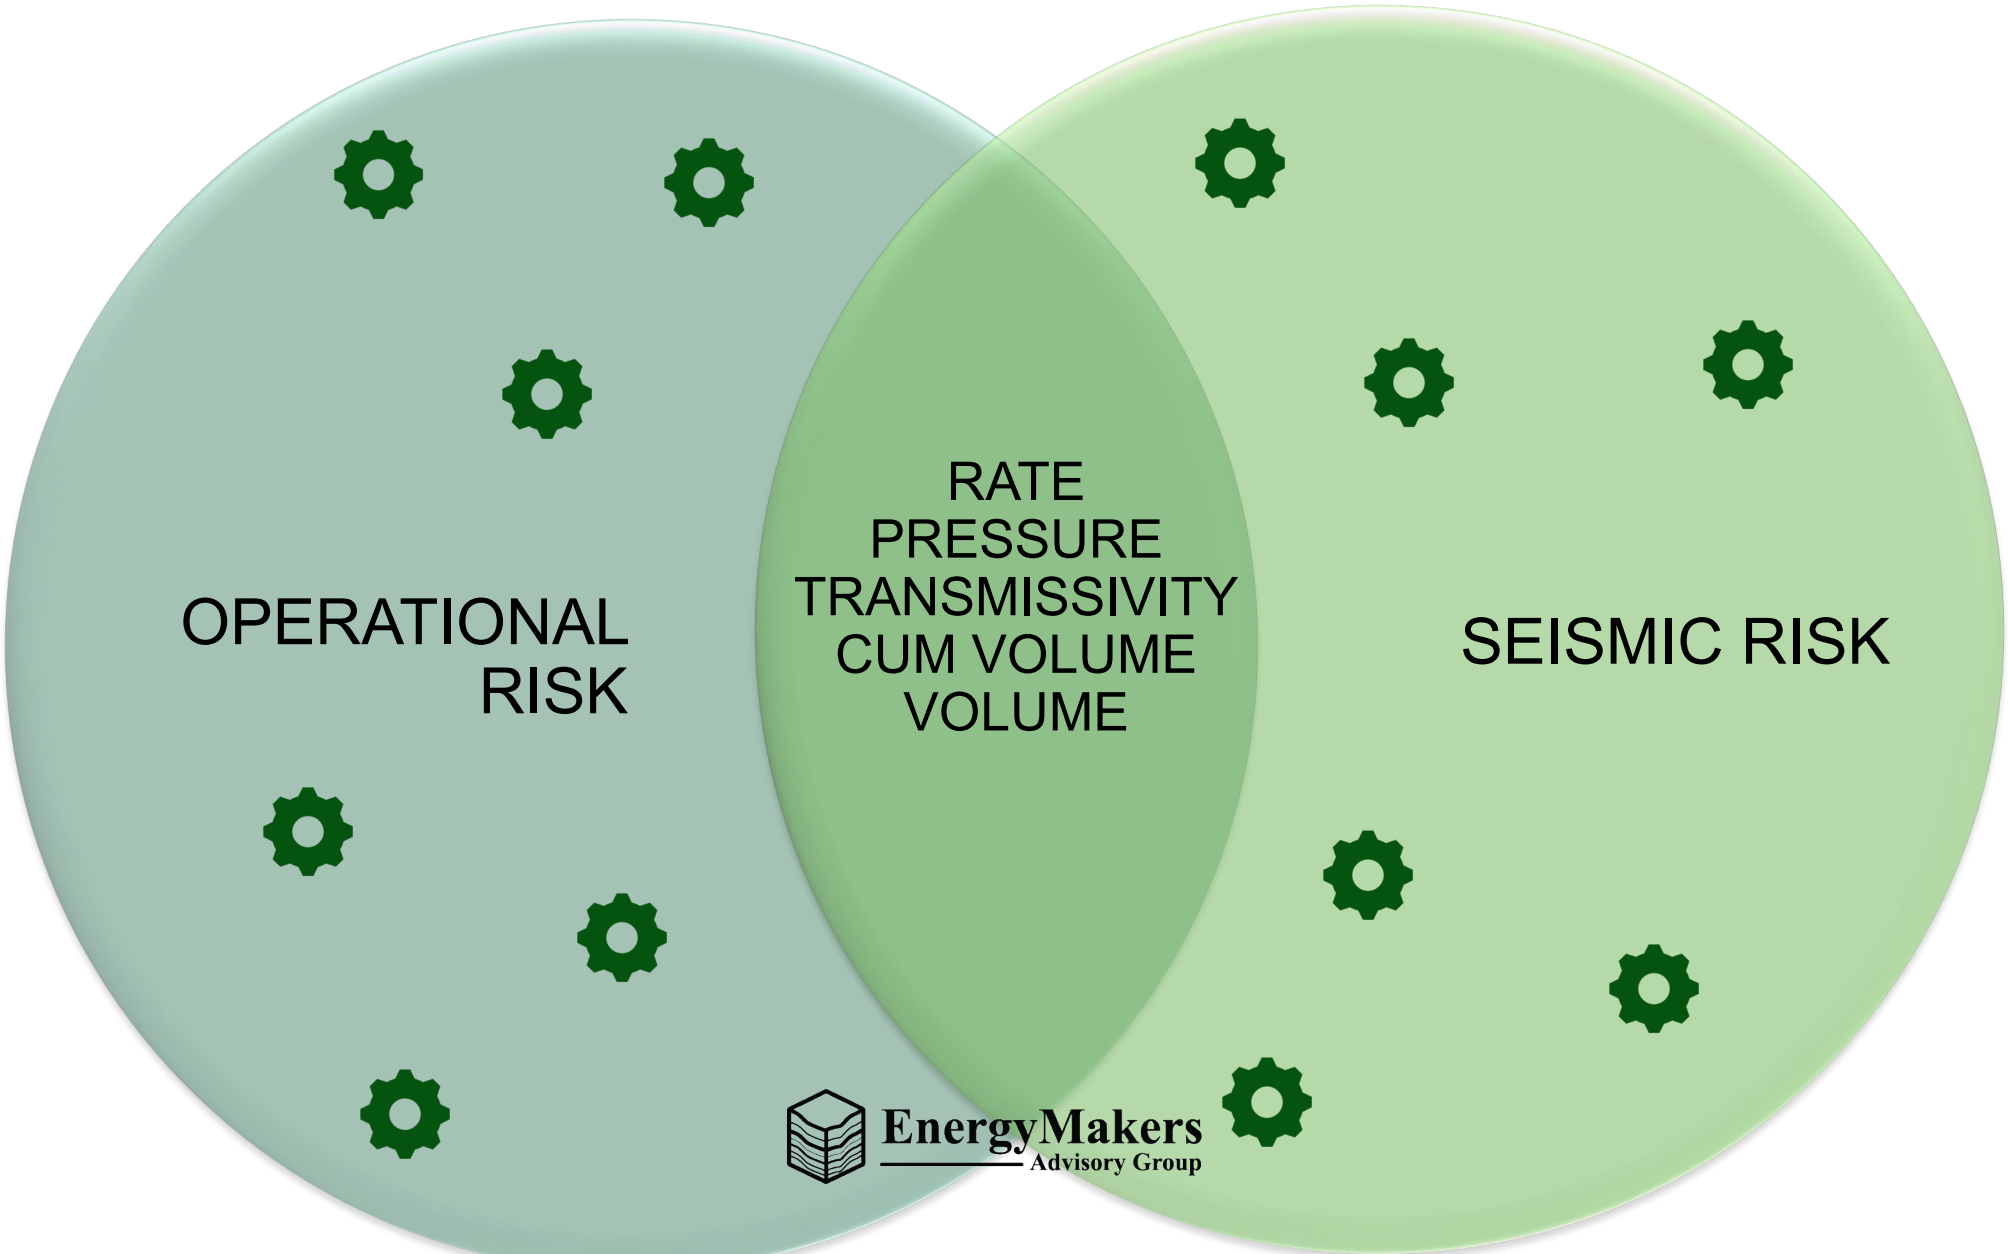 OPERATIONAL
RISK
RATE
PRESSURE
TRANSMISSIVITY
CUM VOLUME
VOLUME
SEISMIC RISK
EnergyMakers
Advisory Group